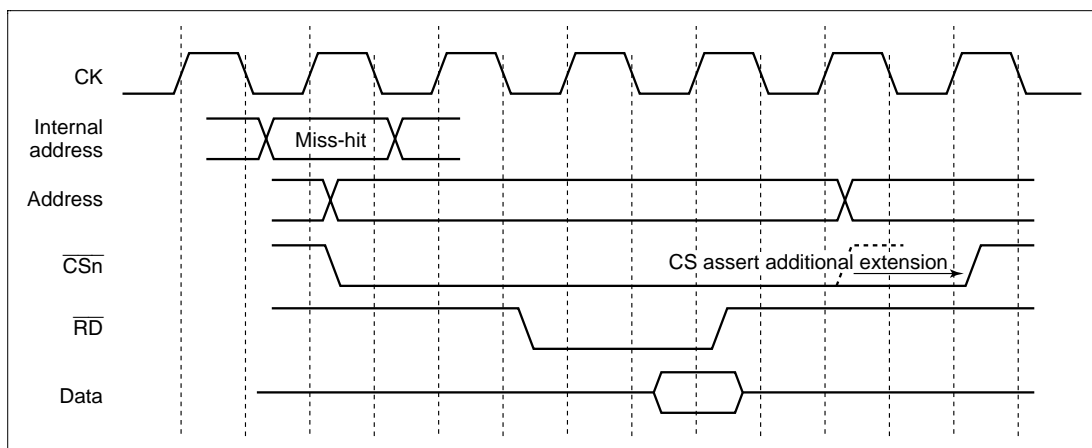 CK
Internal
address
Miss-hit
Address
CSn
CS assert additional extension
RD
Data